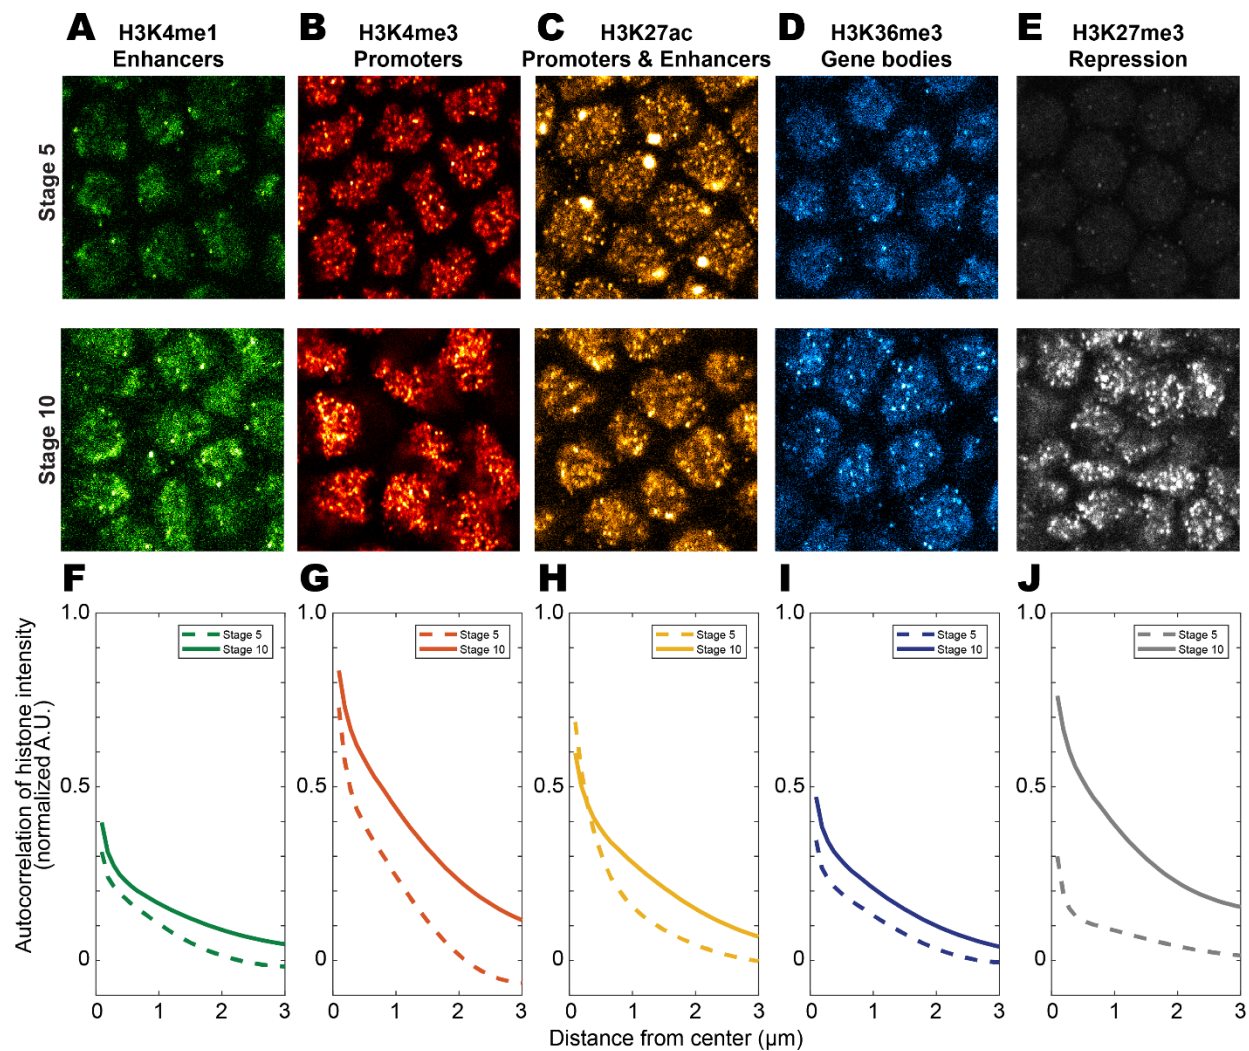 A H3K4me1 Enhancers
B H3K4me3 Promoters
C H3K27ac Promoters & Enhancers
D H3K36me3 Gene bodies
E H3K27me3 Repression
Stage 5
Stage 10
F
G
H
I
J
Autocorrelation of histone intensity
(normalized A.U.)
1.0
0.5
0
Stage 5
Stage 10
0 1 2 3
1.0
0.5
0
Stage 5
Stage 10
0 1 2 3
1.0
0.5
0
Stage 5
Stage 10
0 1 2 3
1.0
0.5
0
Stage 5
Stage 10
0 1 2 3
1.0
0.5
0
Stage 5
Stage 10
0 1 2 3
Distance from center (µm)